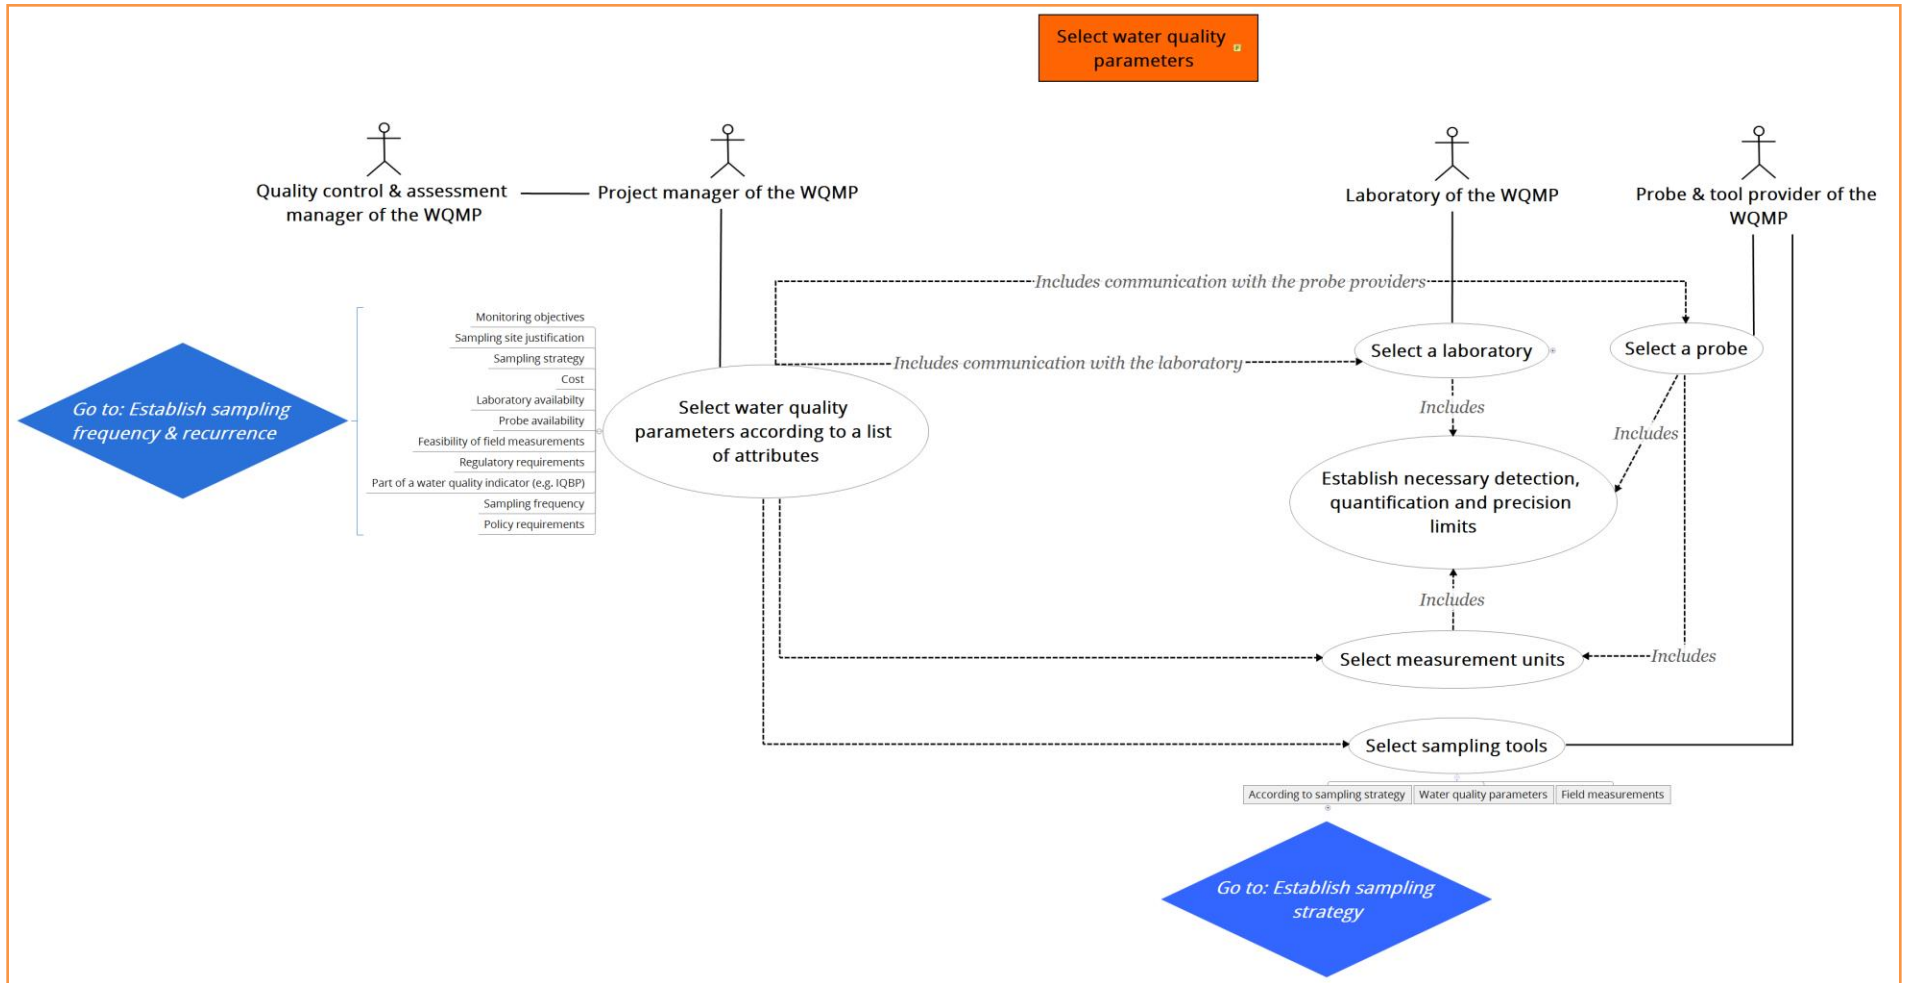 Select water quality
parameters
Quality control & assessment
manager of the WQMP
Project manager of the WQMP
Laboratory of the WQMP
Probe & tool provider of the
WQMP
Includes communication with the probe providers
Includes communication with the laboratory
Select a laboratory
Select a probe
Go to: Establish sampling
frequency & recurrence
Monitoring objectives
Sampling site justification
Sampling strategy
Cost
Laboratory availabilty
Probe availability
Feasibility of field measurements
Regulatory requirements
Part of a water quality indicator (e.g. IQBP)
Sampling frequency
Policy requirements
Select water quality
parameters according to a list
of attributes
Includes
Includes
Establish necessary detection,
quantification and precision
limits
Includes
Select measurement units
Includes
Select sampling tools
According to sampling strategy
Water quality parameters
Field measurements
Go to: Establish sampling
strategy